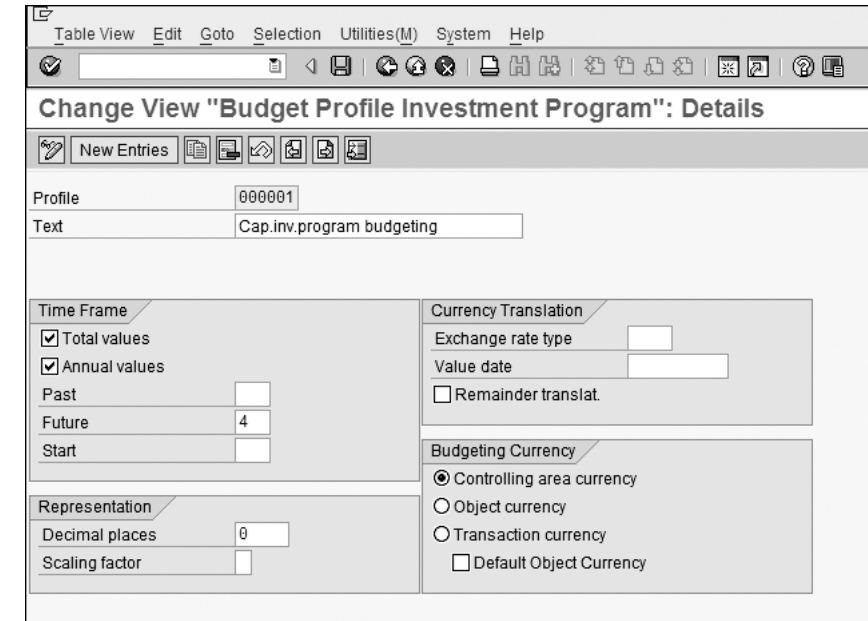 Table View Edit Goto Selection Utilities(M) System Help
Change View "Budget Profile Investment Program": Details
New Entries
Profile 000001
Text Cap.inv.program budgeting
Time Frame
Total values
Annual values
Past
Future 4
Start
Representation
Decimal places 0
Scaling factor
Currency Translation
Exchange rate type
Value date
Remainder translat.
Budgeting Currency
Controlling area currency
Object currency
Transaction currency
Default Object Currency